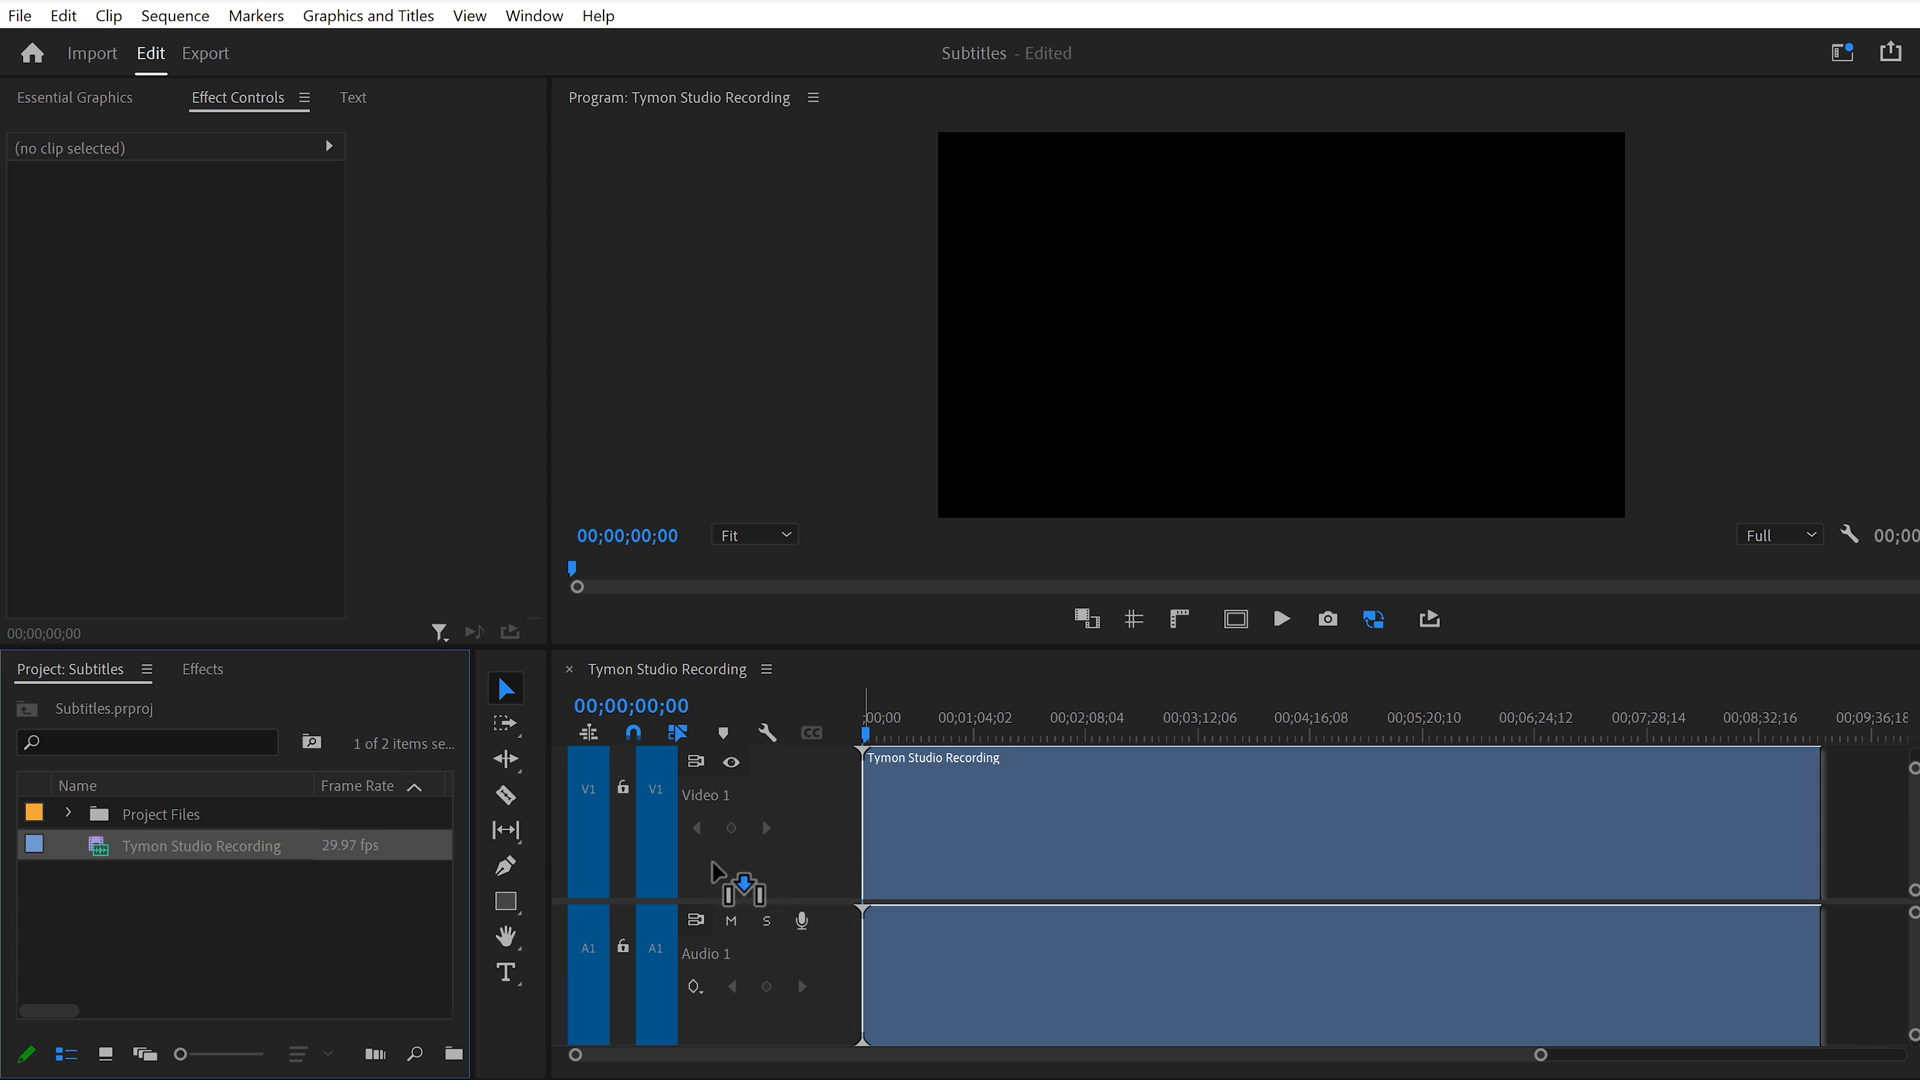 File Edit Clip Sequence Markers Graphics and Titles View Window Help
Import Edit Export
Subtitles - Edited
Essential Graphics Effect Controls Text
Program: Tymon Studio Recording
(no clip selected)
00;00;00;00 Fit Full 00;00
00;00;00;00
Project: Subtitles Effects
Tymon Studio Recording
Subtitles.prproj
00;00;00;00
;00;00 00;01;04;02 00;02;08;04 00;03;12;06 00;04;16;08 00;05;20;10 00;06;24;12 00;07;28;14 00;08;32;16 00;09;36;18
1 of 2 items se...
CC
Name Frame Rate
Project Files
Tymon Studio Recording 29.97 fps
Tymon Studio Recording
V1 V1 Video 1
M S
A1 A1 Audio 1